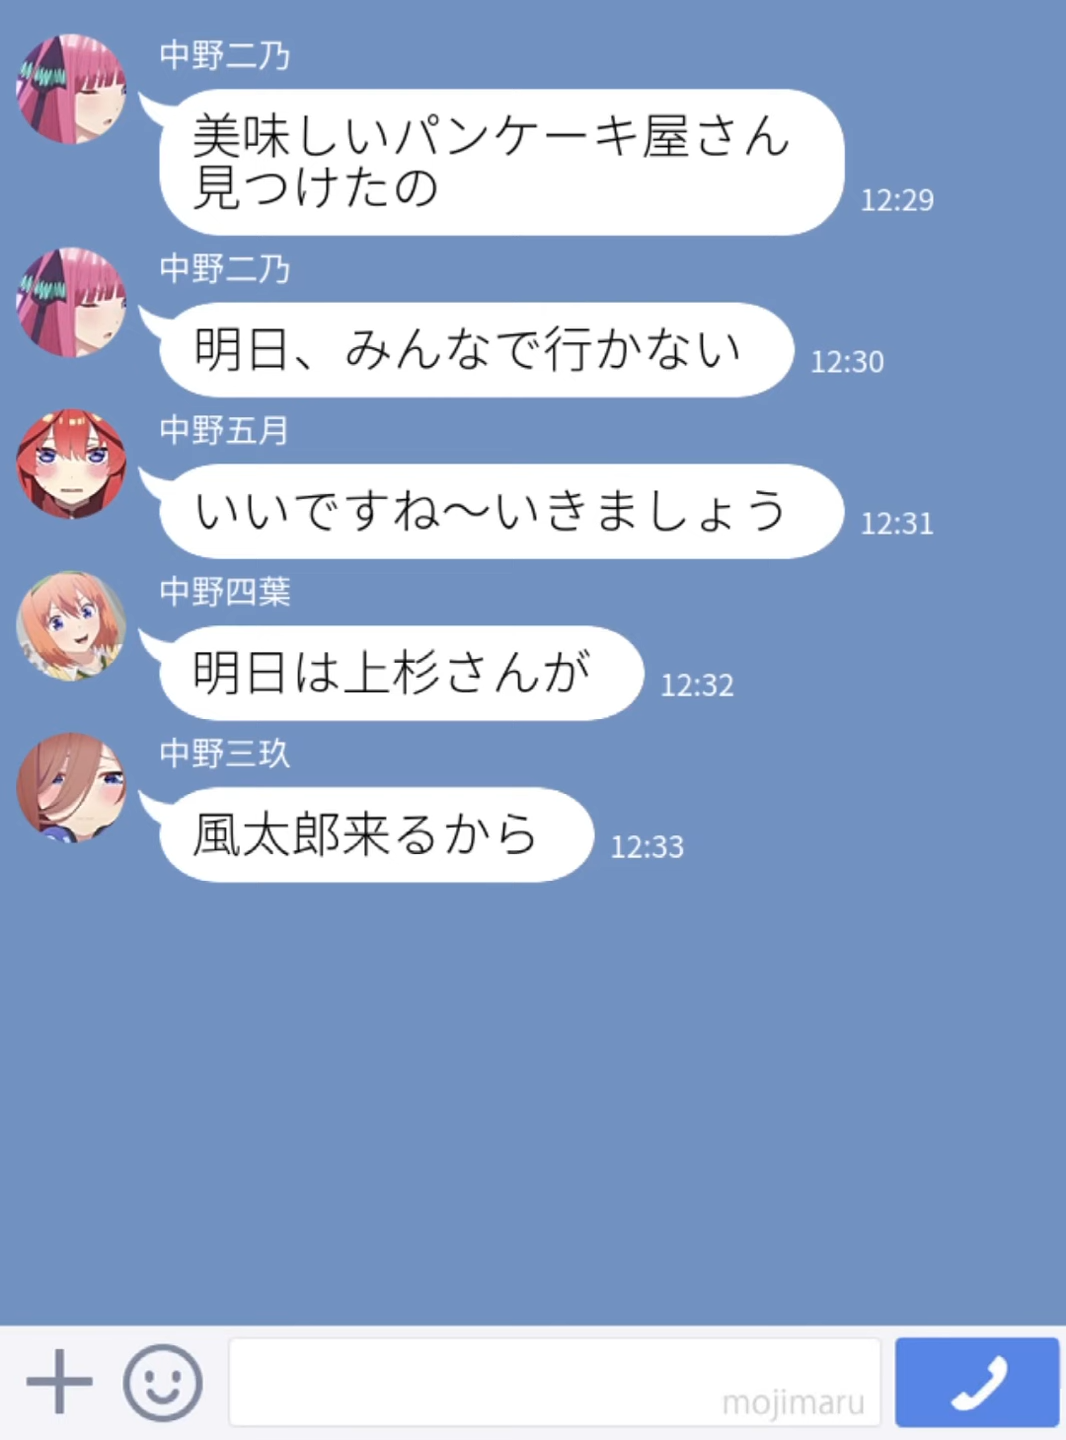 中野二乃
美味しいパンケーキ屋さん
見つけたの
12:29
中野二乃
明日、みんなで行かない
12:30
中野五月
いいですね～いきましょう
12:31
中野四葉
明日は上杉さんが
12:32
中野三玖
風太郎来るから
12:33
mojimaru